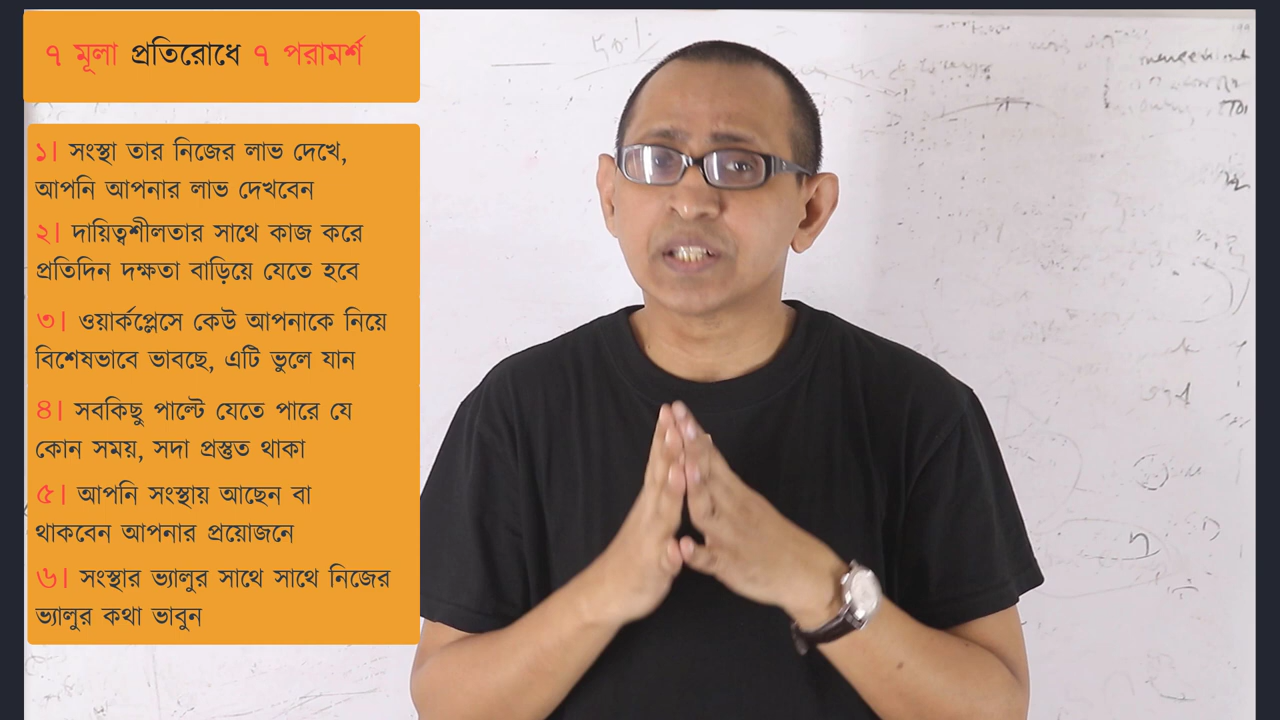 ৭ মূলা প্রতিরোধে ৭ পরামর্শ
১। সংস্থা তার নিজের লাভ দেখে,
আপনি আপনার লাভ দেখবেন
২। দায়িত্বশীলতার সাথে কাজ করে
প্রতিদিন দক্ষতা বাড়িয়ে যেতে হবে
৩। ওয়ার্কপ্লেসে কেউ আপনাকে নিয়ে
বিশেষভাবে ভাবছে, এটি ভুলে যান
৪। সবকিছু পাল্টে যেতে পারে যে
কোন সময়, সদা প্রস্তুত থাকা
৫। আপনি সংস্থায় আছেন বা
থাকবেন আপনার প্রয়োজনে
৬। সংস্থার ভ্যালুর সাথে সাথে নিজের
ভ্যালুর কথা ভাবুন